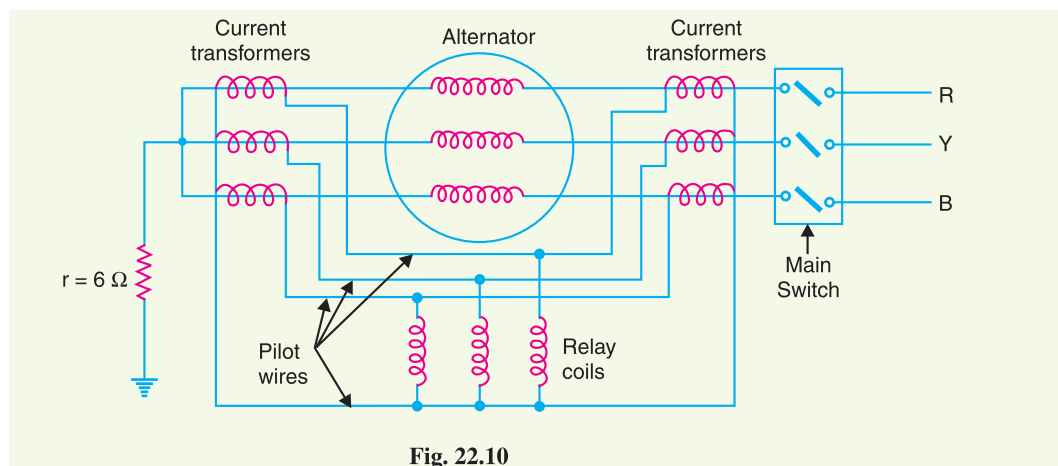 Current
transformers
Alternator
Current
transformers
R
Y
B
r = 6 Ω
Main
Switch
Pilot
wires
Relay
coils
Fig. 22.10